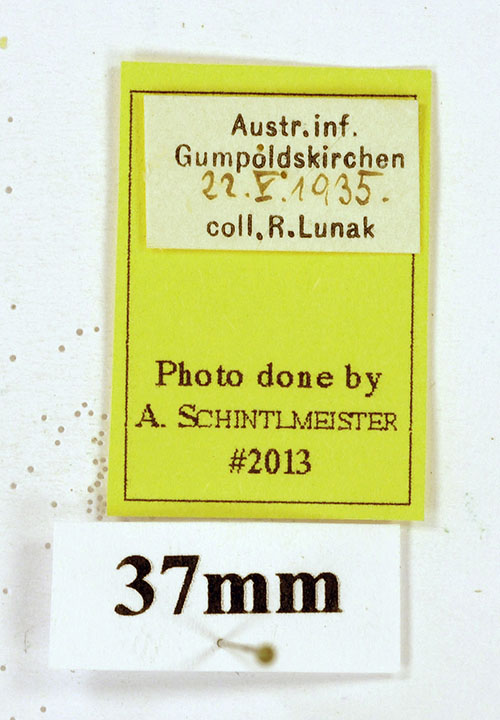 Austr.inf.
Gumpoldskirchen
22.V.1935.
coll.R.Lunak
Photo done by
A. SCHINTLMEISTER
#2013
37mm